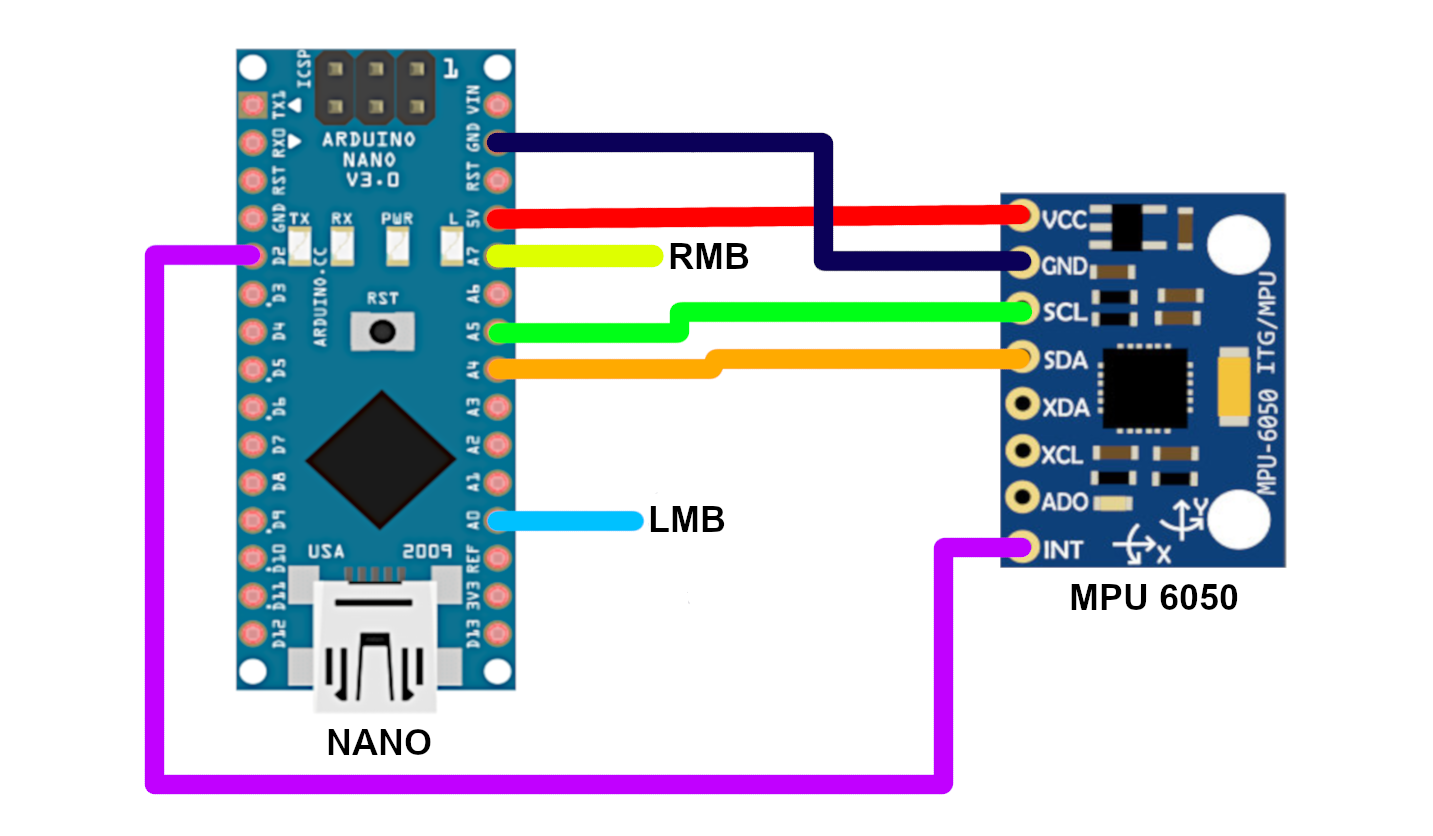 ICSP
1
TX1
RX0
RST
GND
D2
D3
D4
D5
D6
D7
D8
D9
D10
D11
D12
VIN
GND
RST
5V
A7
A6
A5
A4
A3
A2
A1
A0
REF
3V3
D13
ARDUINO
NANO
V3.0
TX RX PWR L
ARDUINO.CC
RST
USA 2009
NANO
RMB
LMB
VCC
GND
SCL
SDA
XDA
XCL
ADO
INT
MPU-6050 ITG/MPU
Y
X
MPU 6050